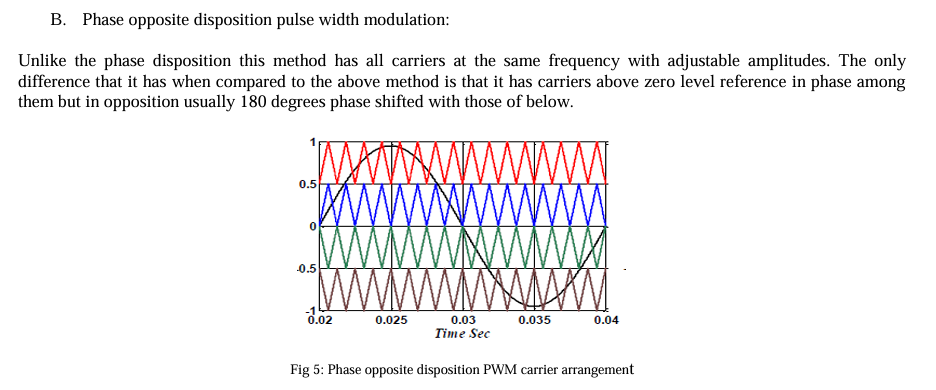 B. Phase opposite disposition pulse width modulation:
Unlike the phase disposition this method has all carriers at the same frequency with adjustable amplitudes. The only
difference that it has when compared to the above method is that it has carriers above zero level reference in phase among
them but in opposition usually 180 degrees phase shifted with those of below.
1
0.5
0
-0.5
-1
0.02 0.025 0.03 0.035 0.04
Time Sec
Fig 5: Phase opposite disposition PWM carrier arrangement